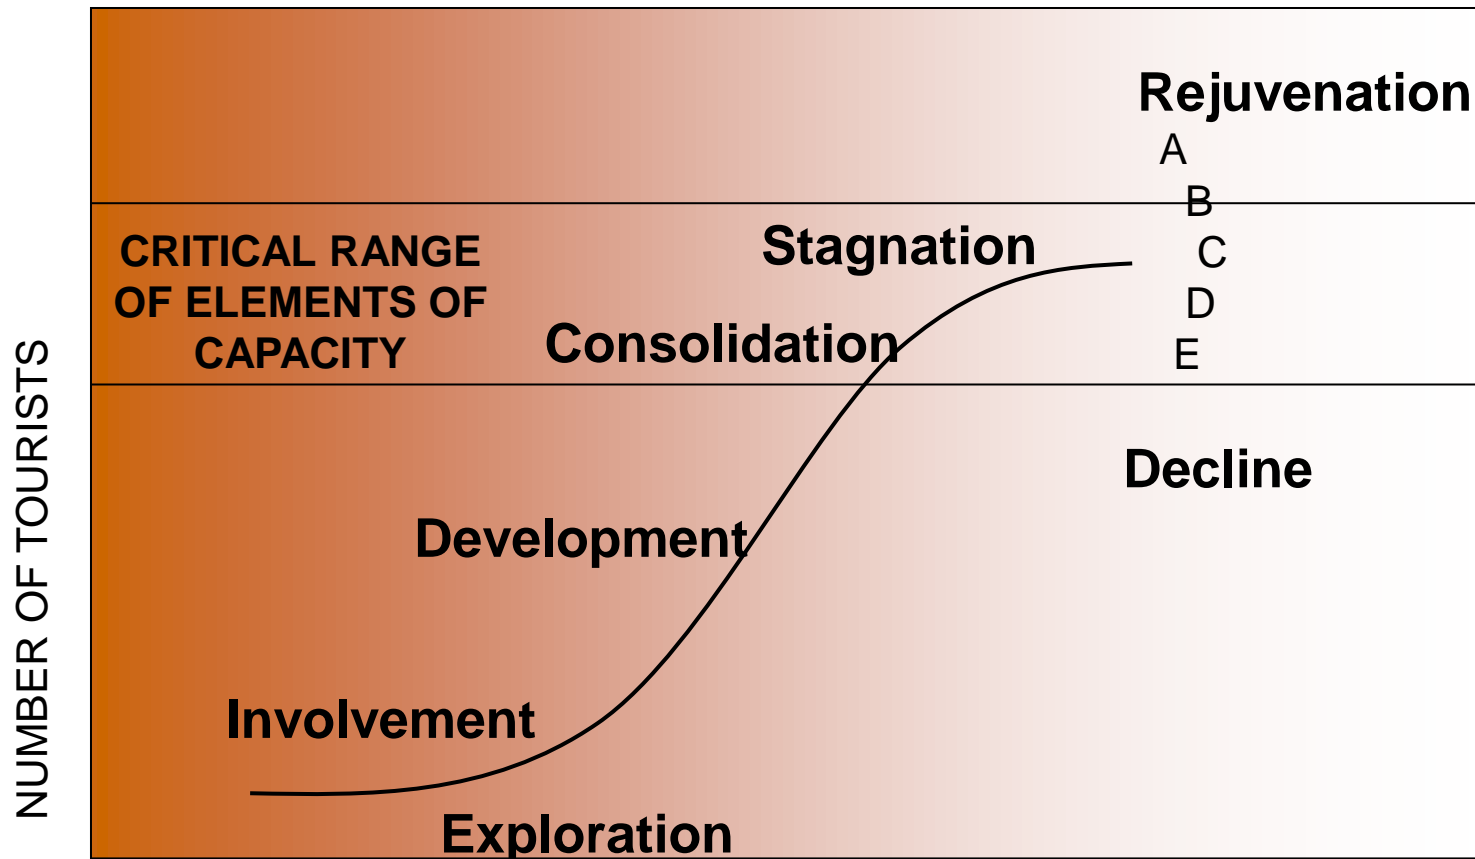 Rejuvenation
A
B
CRITICAL RANGE
OF ELEMENTS OF
CAPACITY
Stagnation
C
D
Consolidation
E
Decline
Development
Involvement
Exploration
NUMBER OF TOURISTS